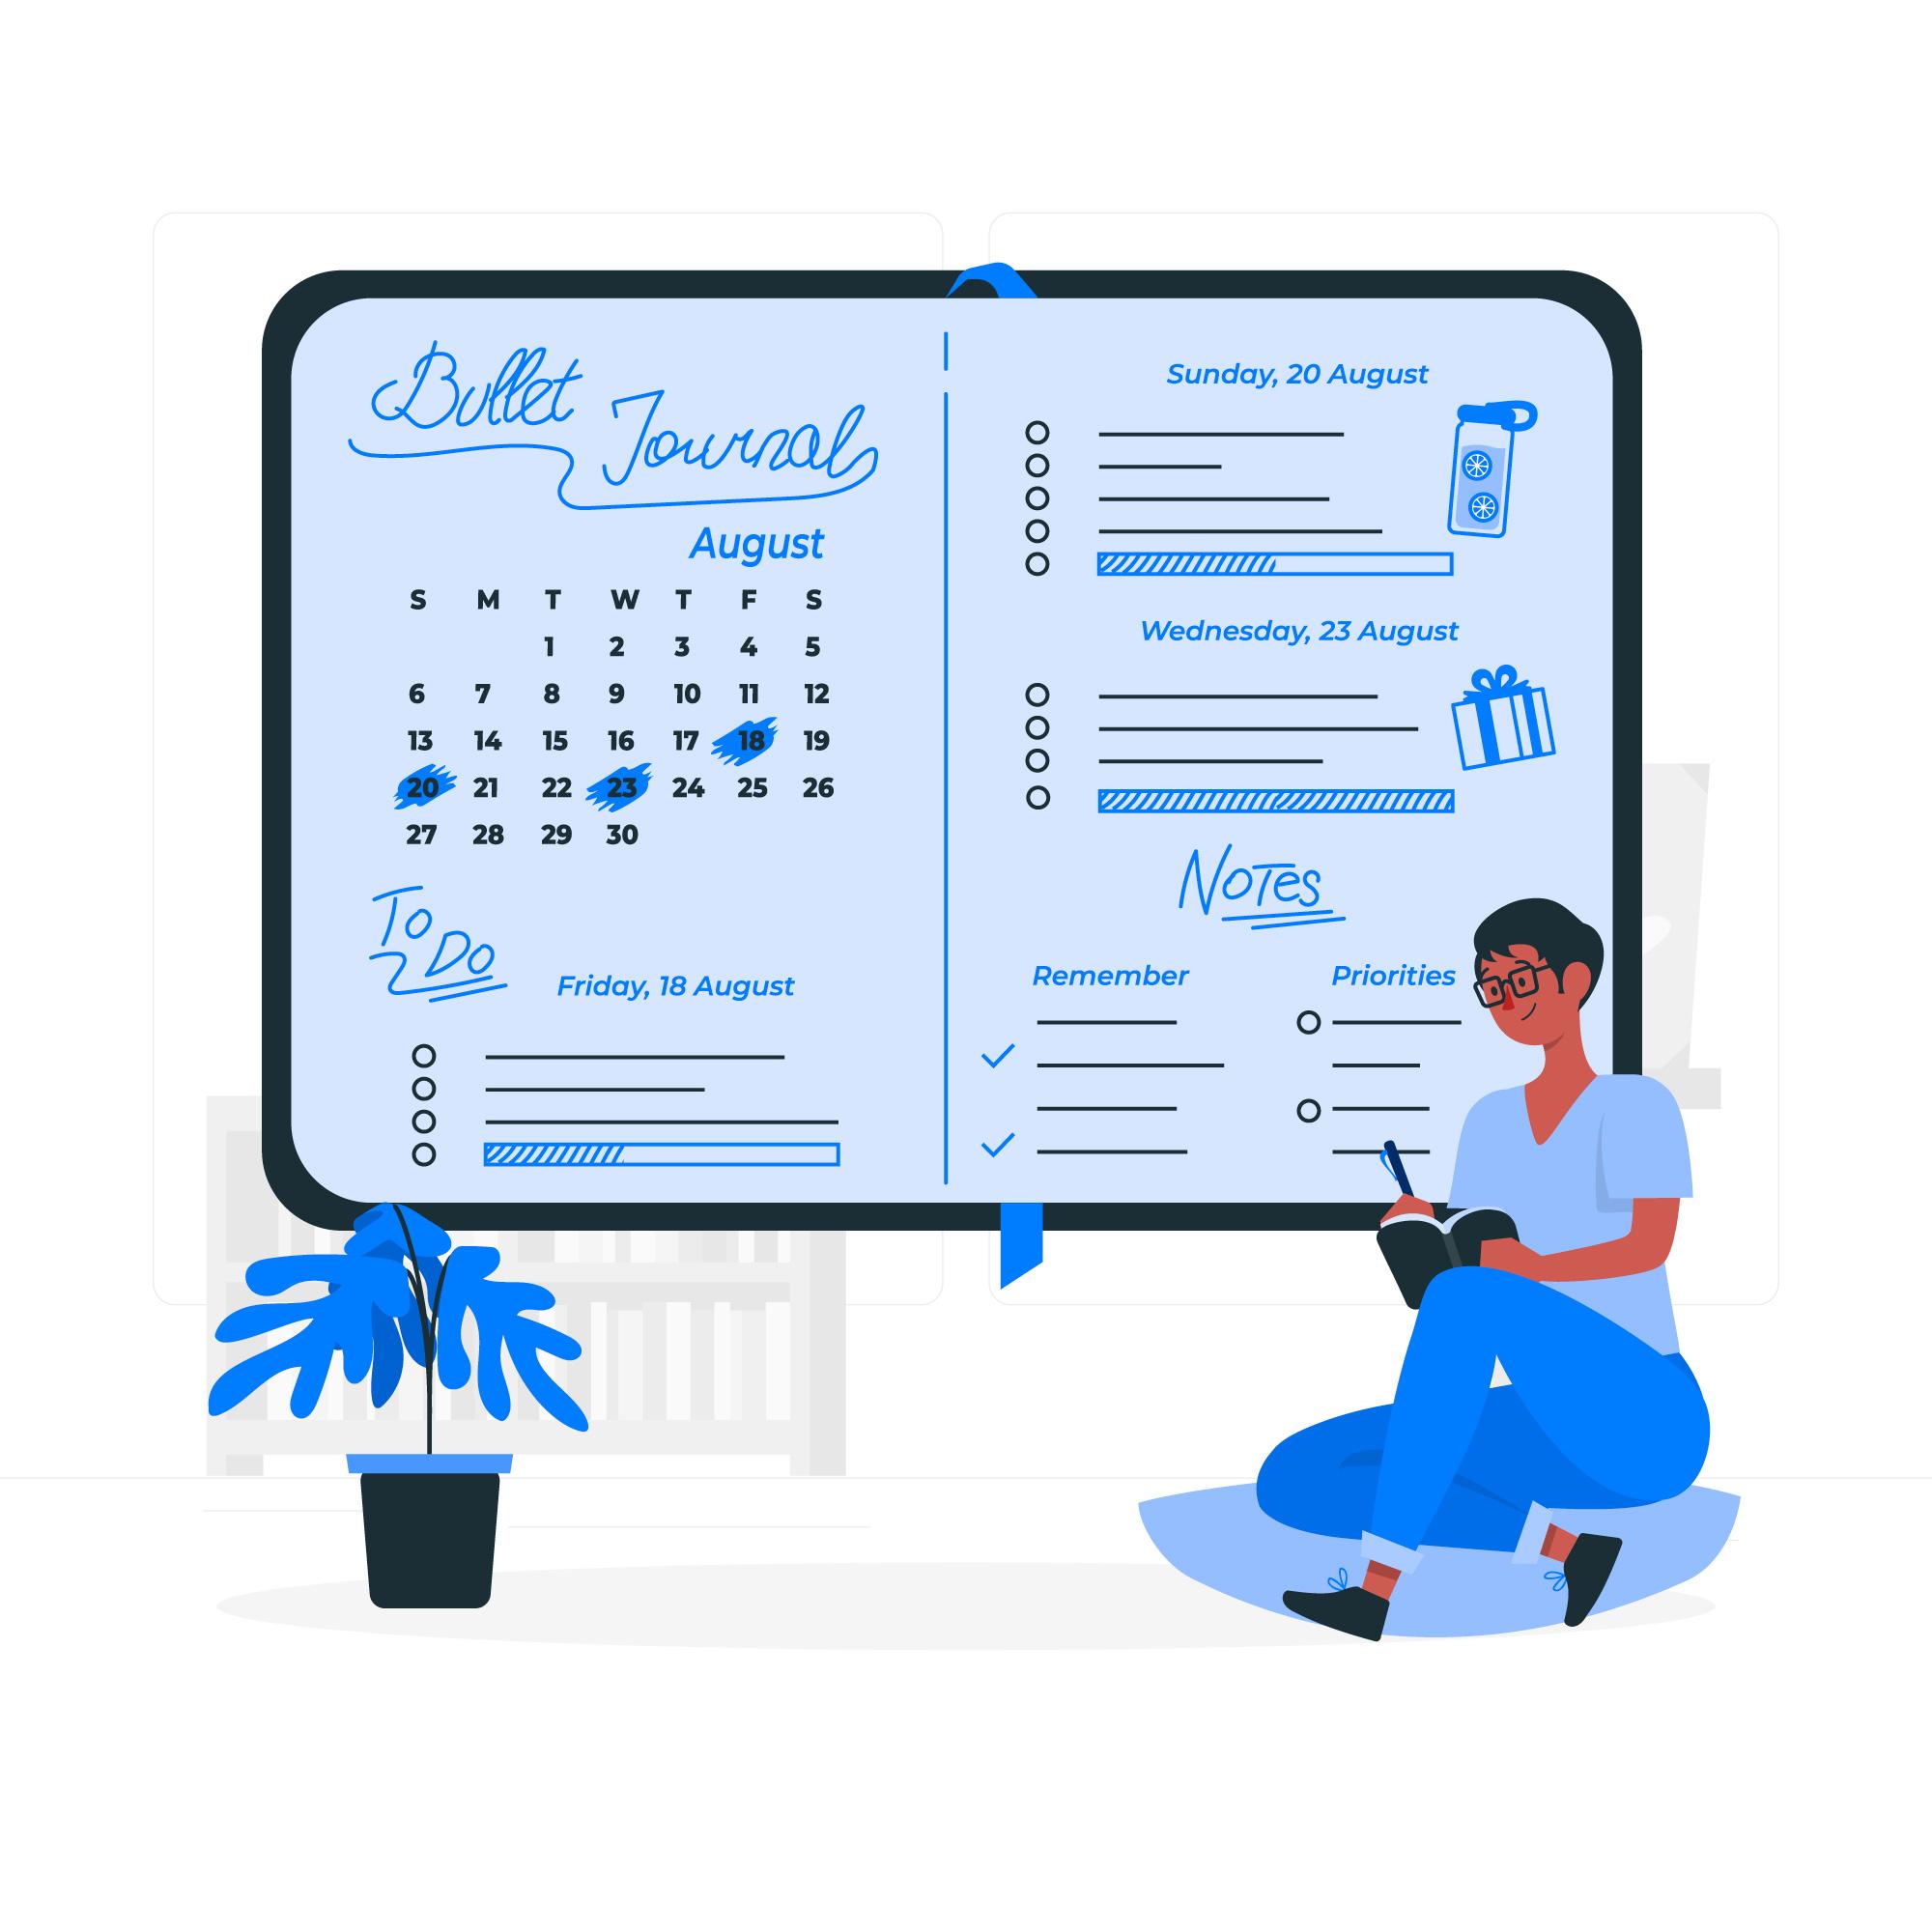 Bullet
Journal
August
S M T W T F S
1 2 3 4 5
6 7 8 9 10 11 12
13 14 15 16 17 18 19
20 21 22 23 24 25 26
27 28 29 30
To
Do
Friday, 18 August
Sunday, 20 August
Wednesday, 23 August
Notes
Remember Priorities